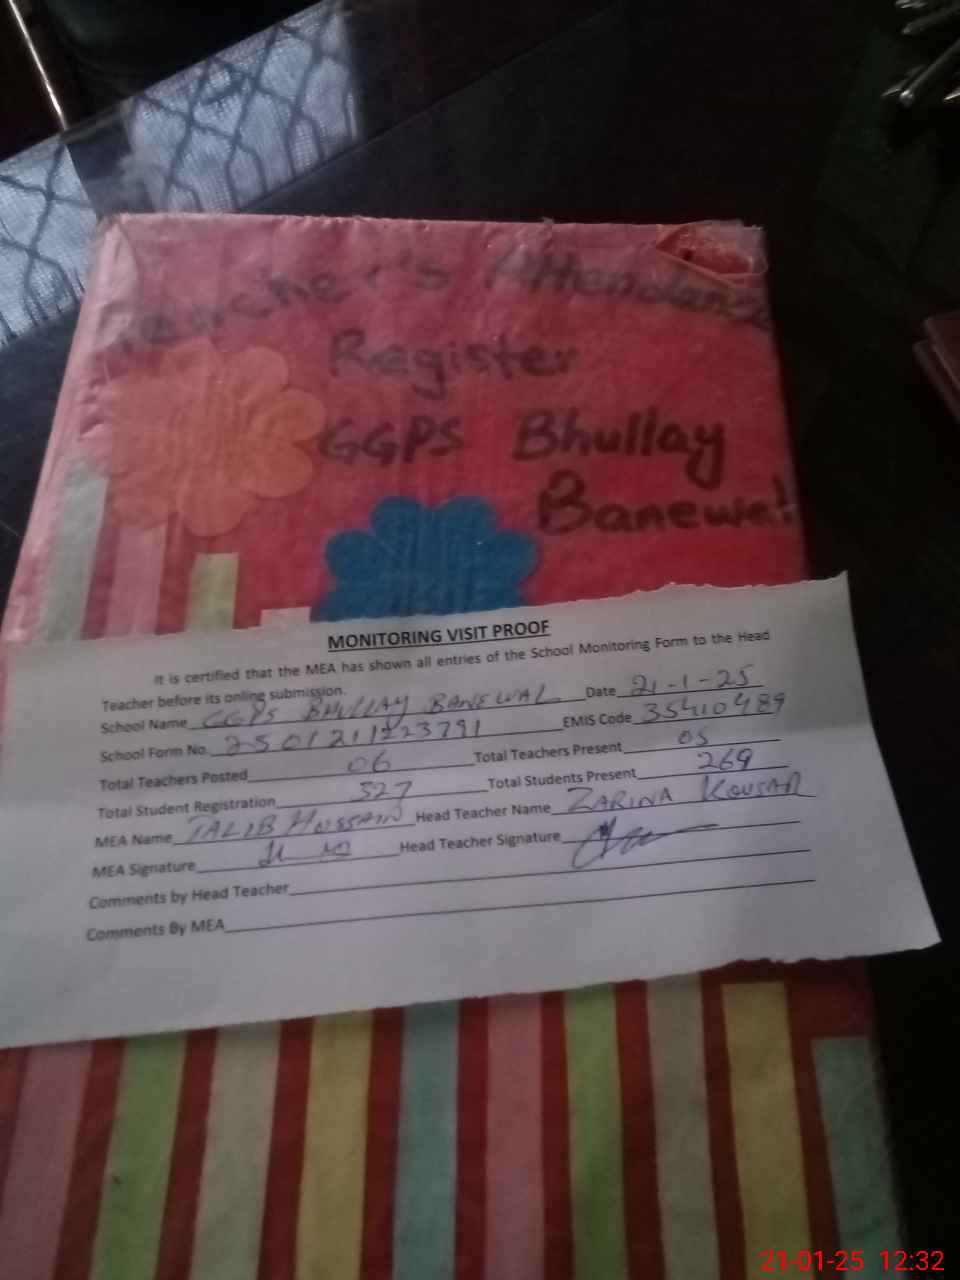 Teacher's Attendance
Register
GGPS Bhullay
Banewal
MONITORING VISIT PROOF
It is certified that the MEA has shown all entries of the School Monitoring Form to the Head
Teacher before its online submission.
School Name GGPS BHULLAY BANEWAL Date 21-1-25
School Form No. EMIS Code 35410489
Total Teachers Posted 06 Total Teachers Present 05
Total Student Registration 327 Total Students Present 269
MEA Name TALIB HUSSAIN Head Teacher Name ZARINA KOUSAR
MEA Signature Head Teacher Signature
Comments by Head Teacher
Comments By MEA
21-01-25 12:32